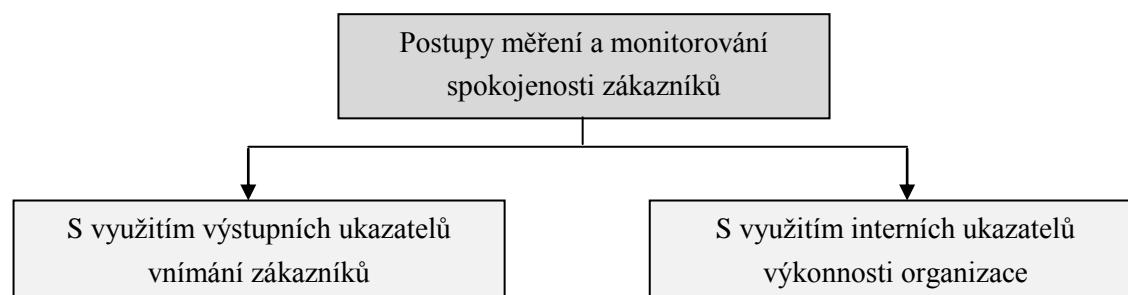 Postupy měření a monitorování
spokojenosti zákazníků
S využitím výstupních ukazatelů
vnímání zákazníků
S využitím interních ukazatelů
výkonnosti organizace